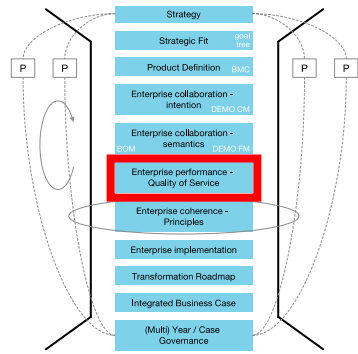 Strategy
Strategic Fit
goal
tree
P
P
Product Definition
BMC
P
P
Enterprise collaboration -
intention
DEMO CM
Enterprise collaboration -
semantics
BOM
DEMO FM
Enterprise performance -
Quality of Service
Enterprise coherence -
Principles
Enterprise implementation
Transformation Roadmap
Integrated Business Case
(Multi) Year / Case
Governance